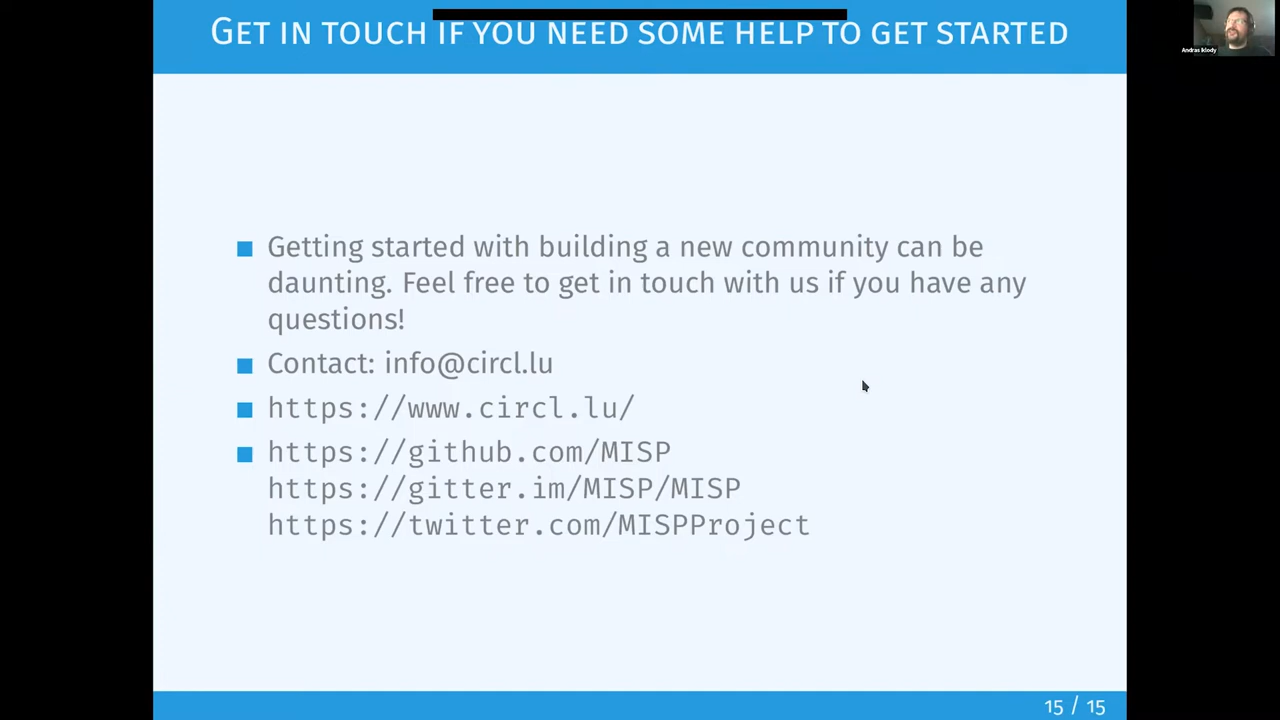 GET IN TOUCH IF YOU NEED SOME HELP TO GET STARTED
Andras Iklody
Getting started with building a new community can be
daunting. Feel free to get in touch with us if you have any
questions!
Contact: info@circl.lu
https://www.circl.lu/
https://github.com/MISP
https://gitter.im/MISP/MISP
https://twitter.com/MISPProject
15 / 15